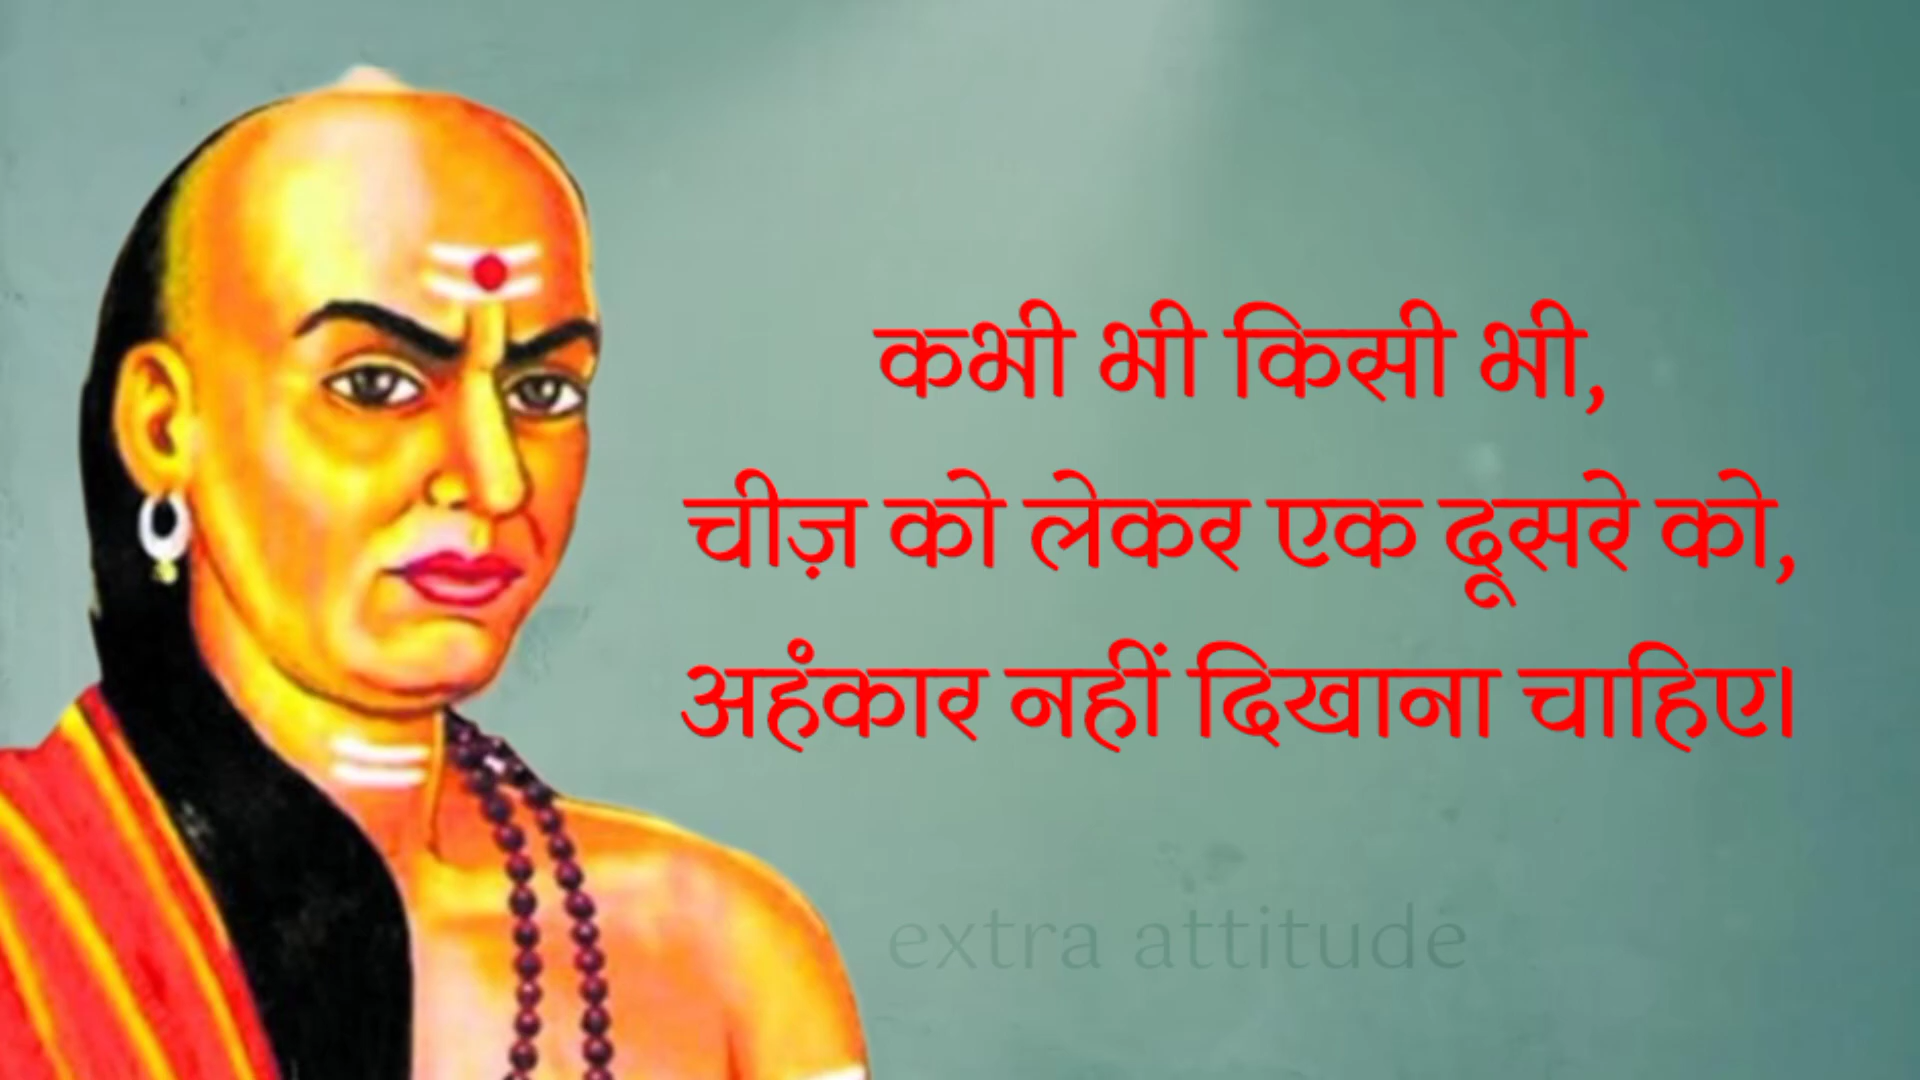 कभी भी किसी भी,
चीज़ को लेकर एक दूसरे को,
अहंकार नहीं दिखाना चाहिए।
extra attitude